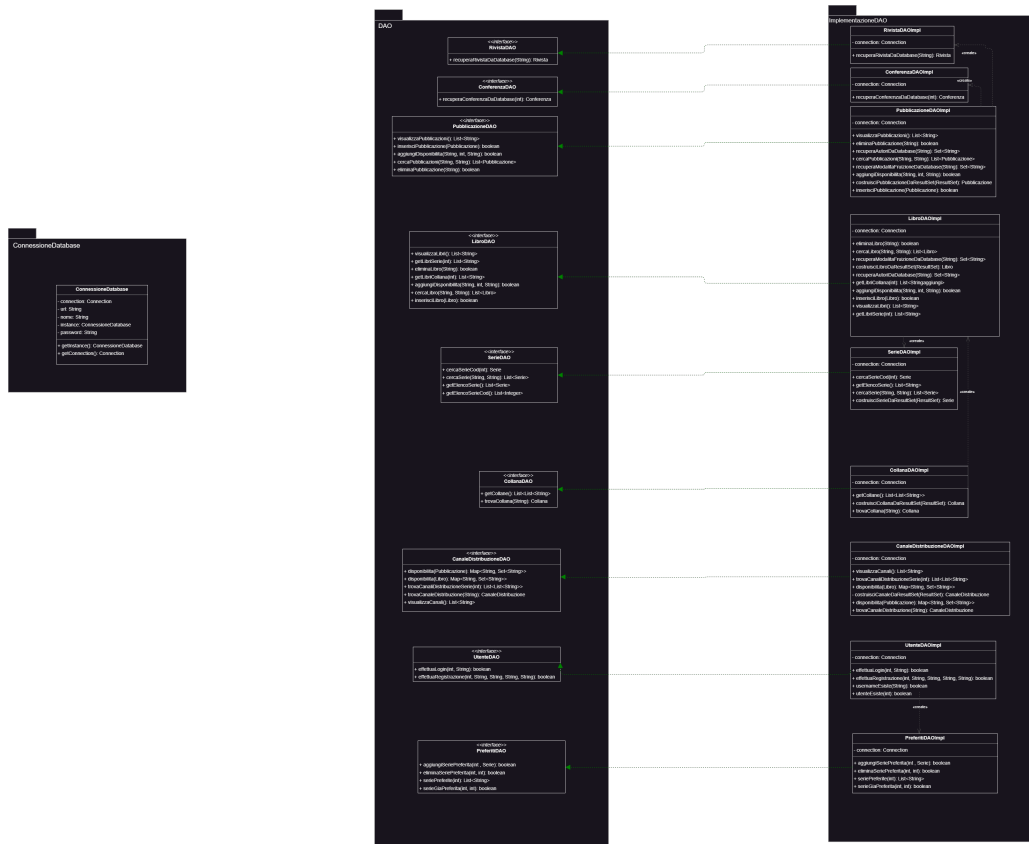 ConnessioneDatabase
ConnessioneDatabase
- connection: Connection
- url: String
- nome: String
- instance: ConnessioneDatabase
- password: String
+ getInstance(): ConnessioneDatabase
+ getConnection(): Connection
DAO
<<interface>>
RivistaDAO
+ recuperaRivistaDaDatabase(String): Rivista
<<interface>>
ConferenzaDAO
+ recuperaConferenzaDaDatabase(int): Conferenza
<<interface>>
PubblicazioneDAO
+ visualizzaPubblicazioni(): List<String>
+ inserisciPubblicazione(Pubblicazione): boolean
+ aggiungiDisponibilita(String, int, String): boolean
+ cercaPubblicazioni(String, String): List<Pubblicazione>
+ eliminaPubblicazione(String): boolean
<<interface>>
LibroDAO
+ visualizzaLibri(): List<String>
+ getLibriSerie(int): List<String>
+ eliminaLibro(String): boolean
+ getLibriCollana(int): List<String>
+ aggiungiDisponibilita(String, int, String): boolean
+ cercaLibro(String, String): List<Libro>
+ inserisciLibro(Libro): boolean
<<interface>>
SerieDAO
+ cercaSerieCod(int): Serie
+ cercaSerie(String, String): List<Serie>
+ getElencoSerie(): List<Serie>
+ getElencoSerieCod(): List<Integer>
<<interface>>
CollanaDAO
+ getCollane(): List<List<String>>
+ trovaCollana(String): Collana
<<interface>>
CanaleDistribuzioneDAO
+ disponibilita(Pubblicazione): Map<String, Set<String>>
+ disponibilita(Libro): Map<String, Set<String>>
+ trovaCanaliDistribuzioneSerie(int): List<List<String>>
+ trovaCanaleDistribuzione(String): CanaleDistribuzione
+ visualizzaCanali(): List<String>
<<interface>>
UtenteDAO
+ effettuaLogin(int, String): boolean
+ effettuaRegistrazione(int, String, String, String, String): boolean
<<interface>>
PreferitiDAO
+ aggiungiSeriePreferita(int , Serie): boolean
+ eliminaSeriePreferita(int, int): boolean
+ seriePreferite(int): List<String>
+ serieGiaPreferita(int, int): boolean
ImplementazioneDAO
RivistaDAOImpl
- connection: Connection
+ recuperaRivistaDaDatabase(String): Rivista
«create»
ConferenzaDAOImpl
- connection: Connection
+ recuperaConferenzaDaDatabase(int): Conferenza
«create»
PubblicazioneDAOImpl
- connection: Connection
+ visualizzaPubblicazioni(): List<String>
+ eliminaPubblicazione(String): boolean
+ recuperaAutoriDaDatabase(String): Set<String>
+ cercaPubblicazioni(String, String): List<Pubblicazione>
+ recuperaModalitaFruizioneDaDatabase(String): Set<String>
+ aggiungiDisponibilita(String, int, String): boolean
+ costruisciPubblicazioneDaResultSet(ResultSet): Pubblicazione
+ inserisciPubblicazione(Pubblicazione): boolean
LibroDAOImpl
- connection: Connection
+ eliminaLibro(String): boolean
+ cercaLibro(String, String): List<Libro>
+ recuperaModalitaFruizioneDaDatabase(String): Set<String>
+ costruisciLibroDaResultSet(ResultSet): Libro
+ recuperaAutoriDaDatabase(String): Set<String>
+ getLibriCollana(int): List<Stringaggiungi>
+ aggiungiDisponibilita(String, int, String): boolean
+ inserisciLibro(Libro): boolean
+ visualizzaLibri(): List<String>
+ getLibriSerie(int): List<String>
«create»
SerieDAOImpl
- connection: Connection
+ cercaSerieCod(int): Serie
+ getElencoSerie(): List<String>
+ cercaSerie(String, String): List<Serie>
+ costruisciSerieDaResultSet(ResultSet): Serie
«create»
CollanaDAOImpl
- connection: Connection
+ getCollane(): List<List<String>>
+ costruisciCollanaDaResultSet(ResultSet): Collana
+ trovaCollana(String): Collana
CanaleDistribuzioneDAOImpl
- connection: Connection
+ visualizzaCanali(): List<String>
+ trovaCanaliDistribuzioneSerie(int): List<List<String>>
+ disponibilita(Libro): Map<String, Set<String>>
- costruisciCanaleDaResultSet(ResultSet): CanaleDistribuzione
+ disponibilita(Pubblicazione): Map<String, Set<String>>
+ trovaCanaleDistribuzione(String): CanaleDistribuzione
UtenteDAOImpl
- connection: Connection
+ effettuaLogin(int, String): boolean
+ effettuaRegistrazione(int, String, String, String, String): boolean
+ usernameEsiste(String): boolean
+ utenteEsiste(int): boolean
«create»
PreferitiDAOImpl
- connection: Connection
+ aggiungiSeriePreferita(int , Serie): boolean
+ eliminaSeriePreferita(int, int): boolean
+ seriePreferite(int): List<String>
+ serieGiaPreferita(int, int): boolean